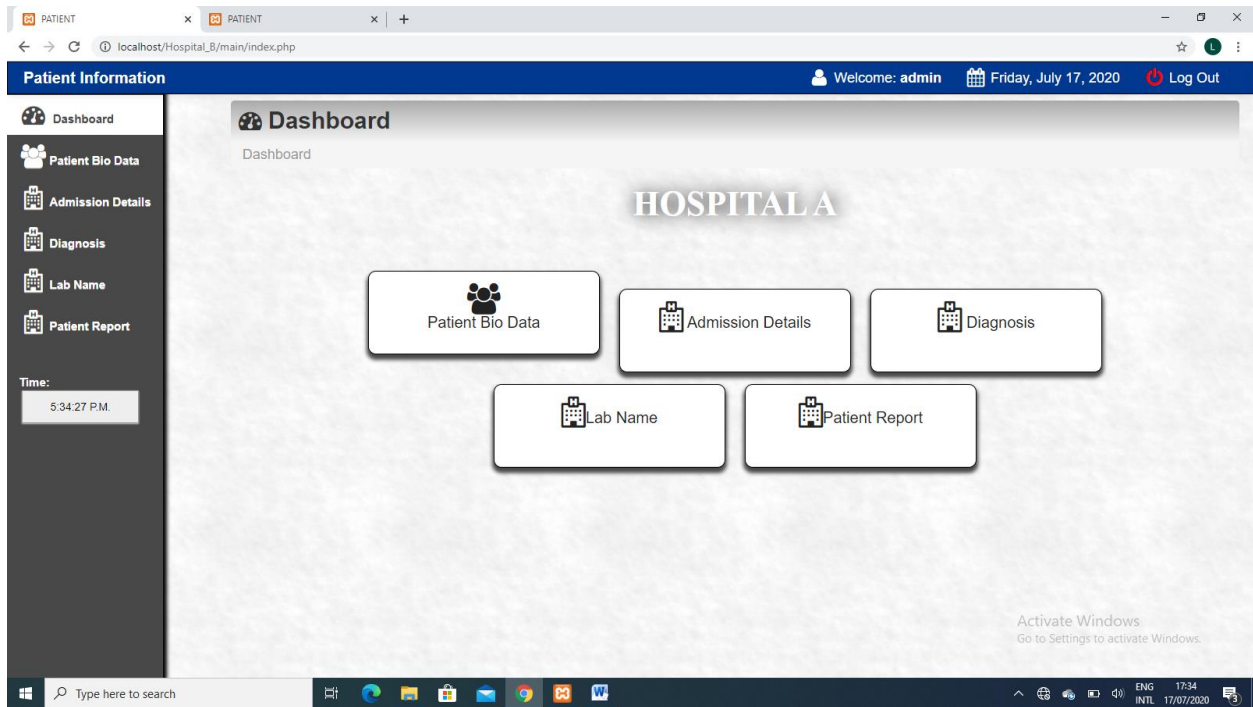 PATIENT
PATIENT
localhost/Hospital_B/main/index.php
L
Patient Information
Welcome: admin
Friday, July 17, 2020
Log Out
Dashboard
Patient Bio Data
Admission Details
Diagnosis
Lab Name
Patient Report
Time:
5:34:27 P.M.
Dashboard
Dashboard
HOSPITAL A
Patient Bio Data
Admission Details
Diagnosis
Lab Name
Patient Report
Activate Windows
Go to Settings to activate Windows.
Type here to search
ENG
INTL
17:34
17/07/2020
3